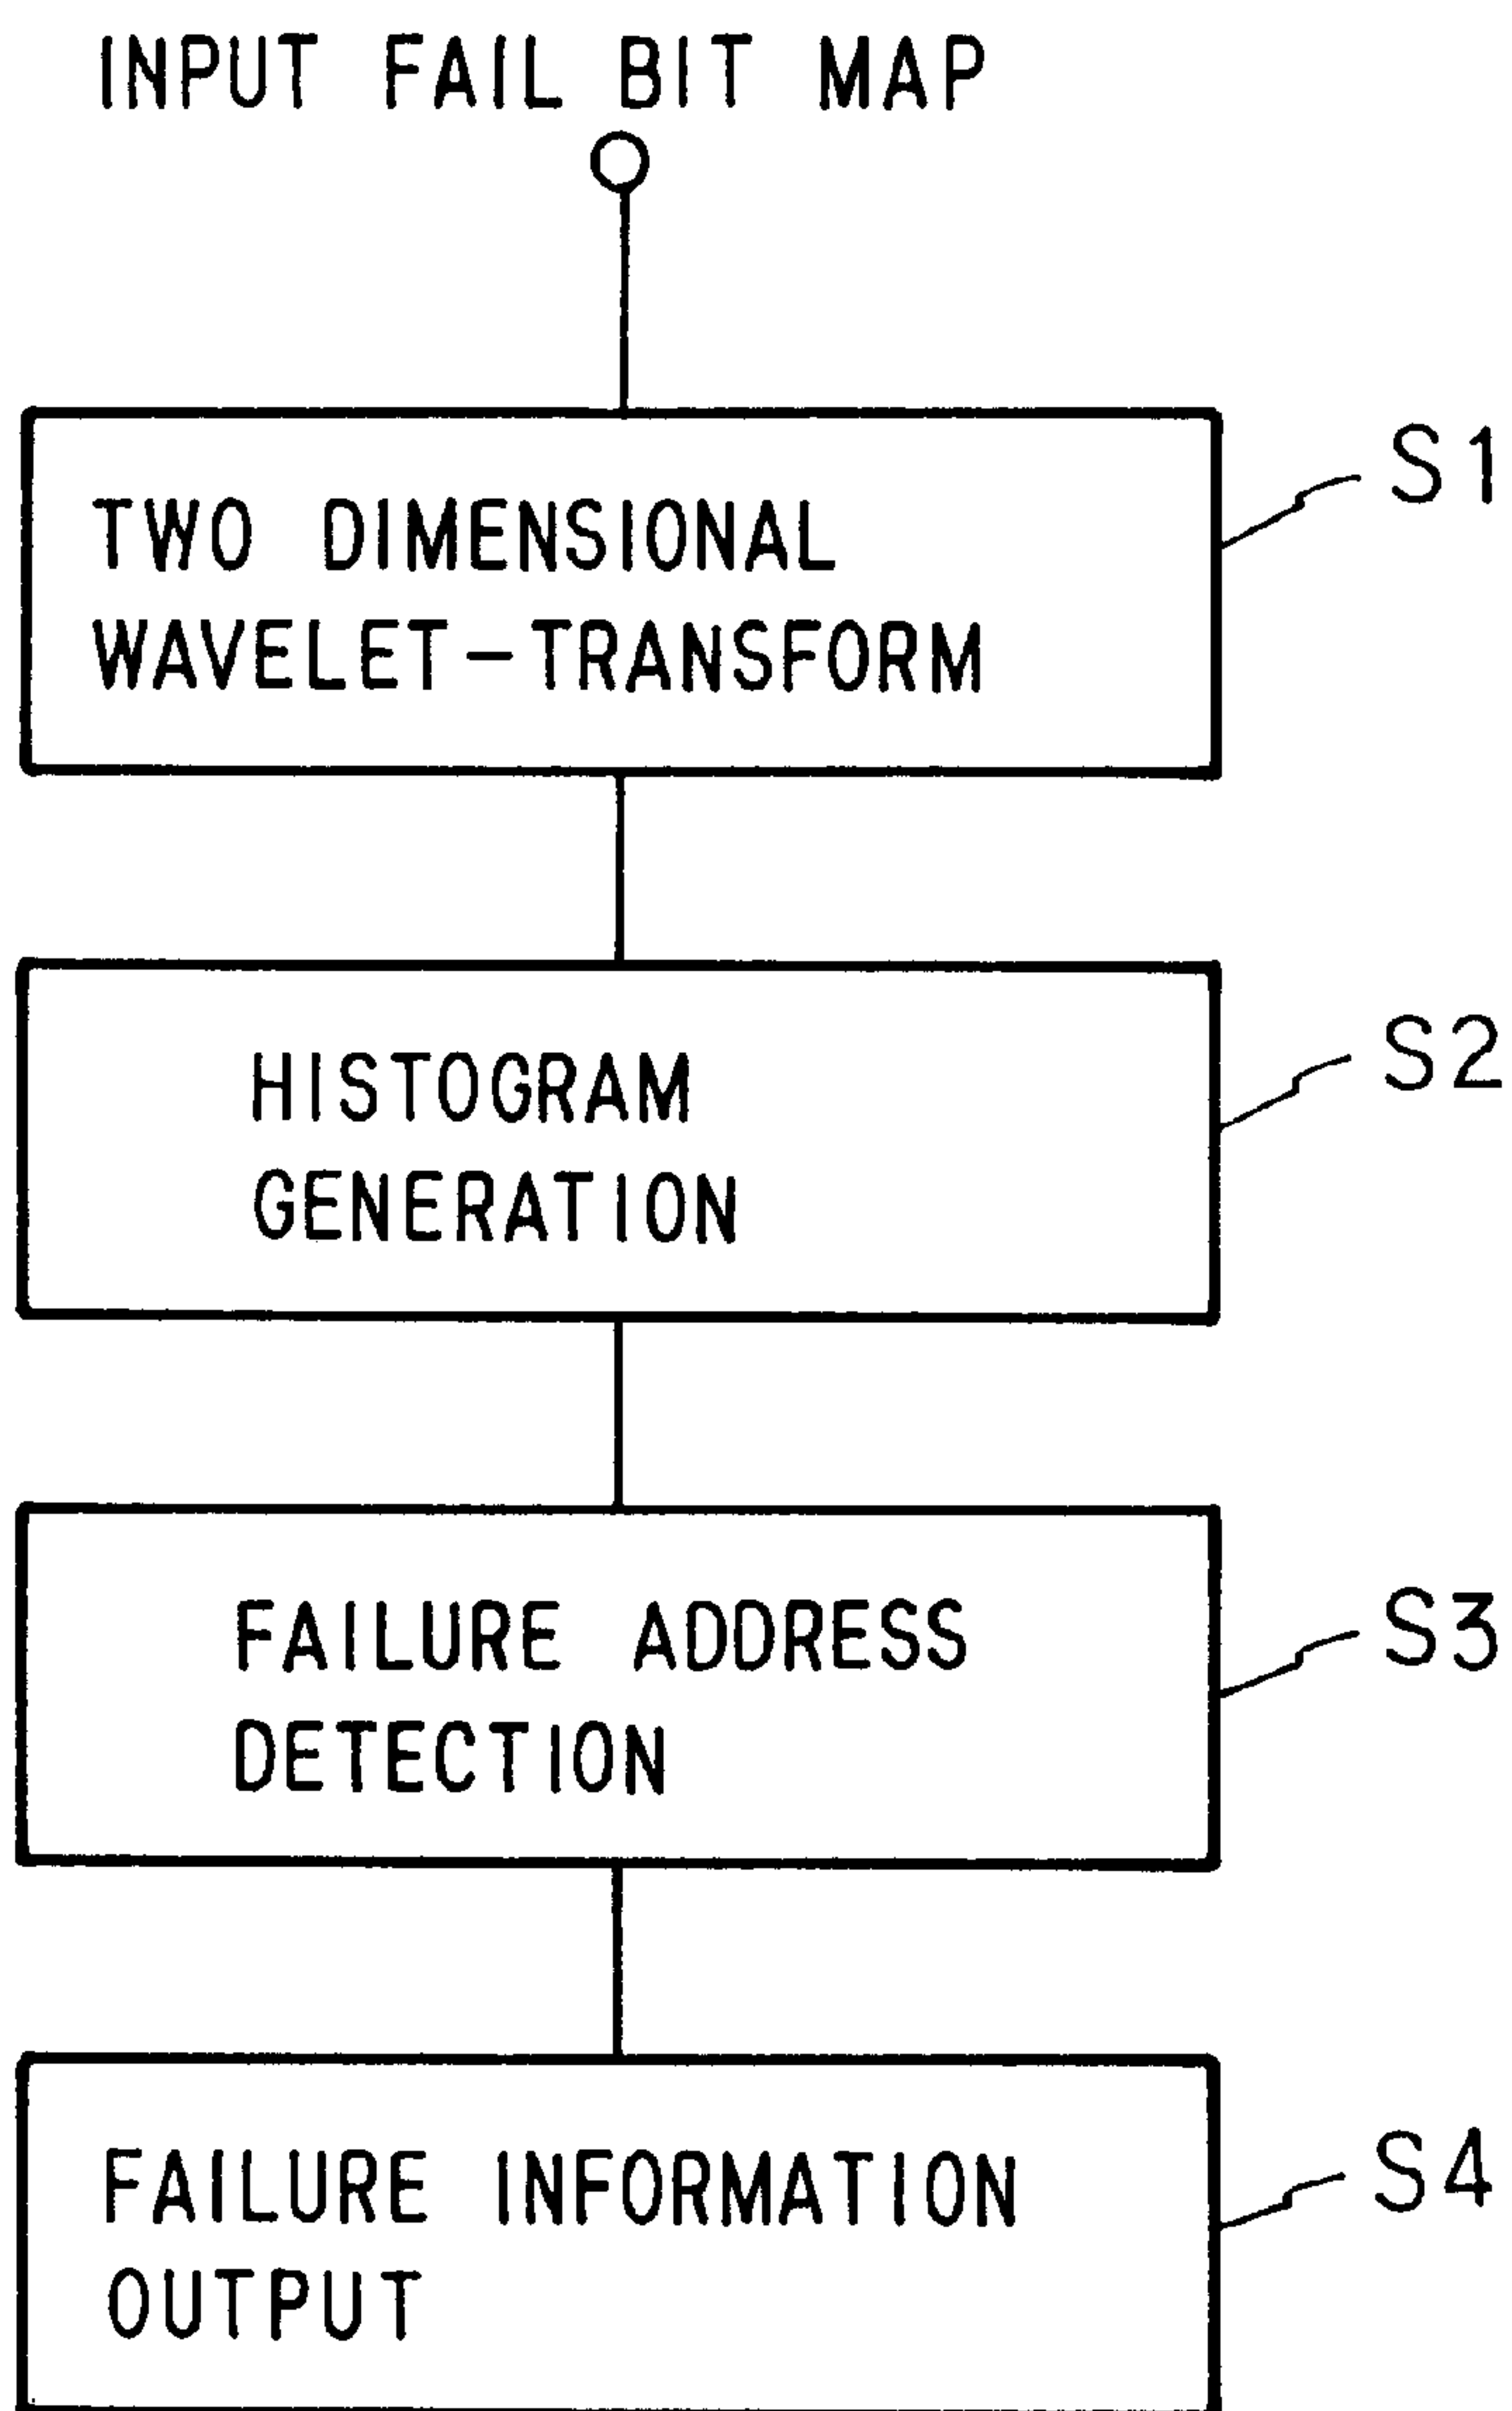 INPUT FAIL BIT MAP
S1
TWO DIMENSIONAL
WAVELET-TRANSFORM
S2
HISTOGRAM
GENERATION
S3
FAILURE ADDRESS
DETECTION
S4
FAILURE INFORMATION
OUTPUT